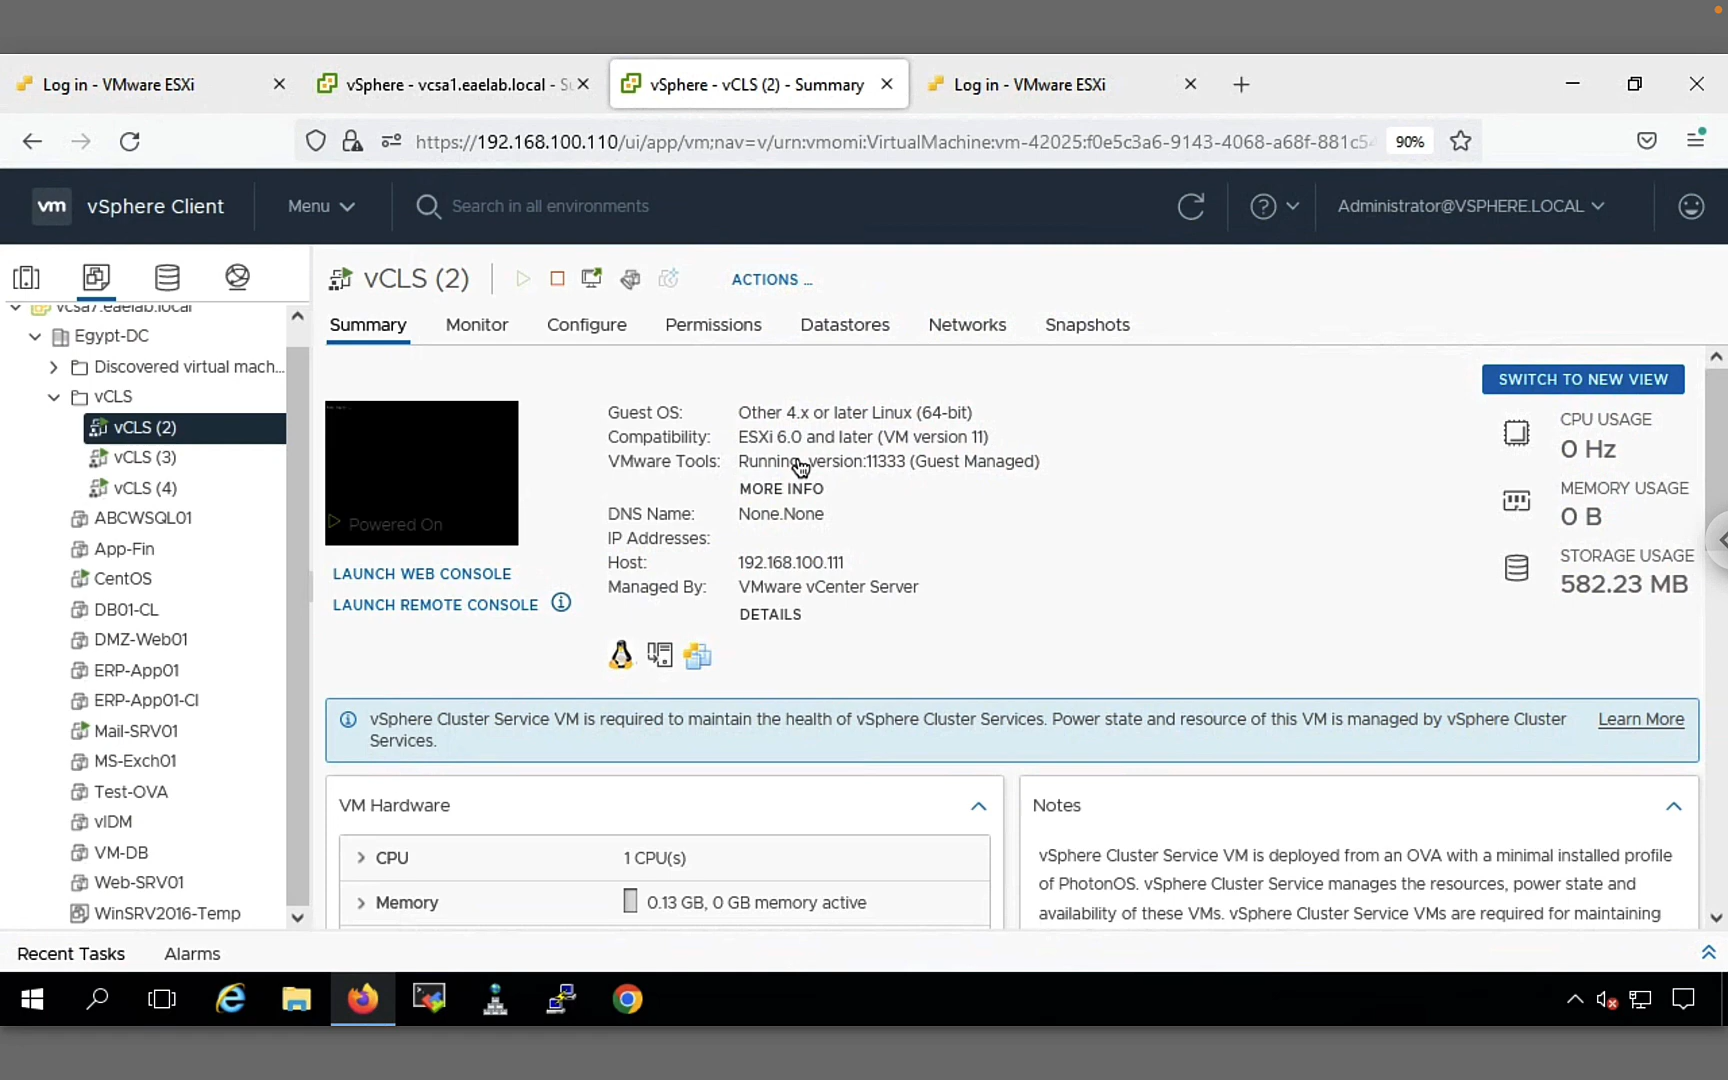 Log in - VMware ESXi
vSphere - vcsa1.eaelab.local - Su
vSphere - vCLS (2) - Summary
Log in - VMware ESXi
https://192.168.100.110/ui/app/vm;nav=v/urn:vmomi:VirtualMachine:vm-42025:f0e5c3a6-9143-4068-a68f-881c54
90%
vm vSphere Client
Menu
Search in all environments
Administrator@VSPHERE.LOCAL
vCLS (2)
ACTIONS ...
Summary
Monitor
Configure
Permissions
Datastores
Networks
Snapshots
vcsa7.eaelab.local
Egypt-DC
Discovered virtual mach...
vCLS
vCLS (2)
vCLS (3)
vCLS (4)
ABCWSQL01
App-Fin
CentOS
DB01-CL
DMZ-Web01
ERP-App01
ERP-App01-CI
Mail-SRV01
MS-Exch01
Test-OVA
vIDM
VM-DB
Web-SRV01
WinSRV2016-Temp
Powered On
LAUNCH WEB CONSOLE
LAUNCH REMOTE CONSOLE
Guest OS: Other 4.x or later Linux (64-bit)
Compatibility: ESXi 6.0 and later (VM version 11)
VMware Tools: Running, version:11333 (Guest Managed)
MORE INFO
DNS Name: None.None
IP Addresses:
Host: 192.168.100.111
Managed By: VMware vCenter Server
DETAILS
SWITCH TO NEW VIEW
CPU USAGE
0 Hz
MEMORY USAGE
0 B
STORAGE USAGE
582.23 MB
vSphere Cluster Service VM is required to maintain the health of vSphere Cluster Services. Power state and resource of this VM is managed by vSphere Cluster
Services.
Learn More
VM Hardware
CPU 1 CPU(s)
Memory 0.13 GB, 0 GB memory active
Notes
vSphere Cluster Service VM is deployed from an OVA with a minimal installed profile
of PhotonOS. vSphere Cluster Service manages the resources, power state and
availability of these VMs. vSphere Cluster Service VMs are required for maintaining
Recent Tasks
Alarms